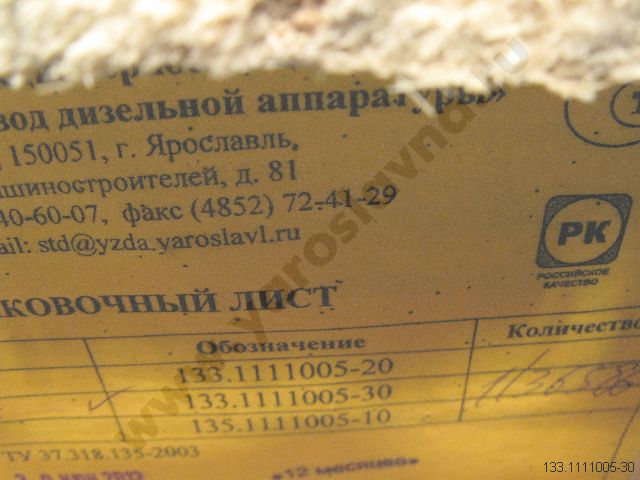 вод дизельной аппаратуры»
150051, г. Ярославль,
ашиностроителей, д. 81
40-60-07, факс (4852) 72-41-29
ail: std@yzda.yaroslavl.ru
РК
РОССИЙСКОЕ
КАЧЕСТВО
КОВОЧНЫЙ ЛИСТ
Обозначение
Количество
133.1111005-20
133.1111005-30
135.1111005-10
ТУ 37.318.135-2003
«12 месяцев»
www.yaroslavnd.ru
133.1111005-30